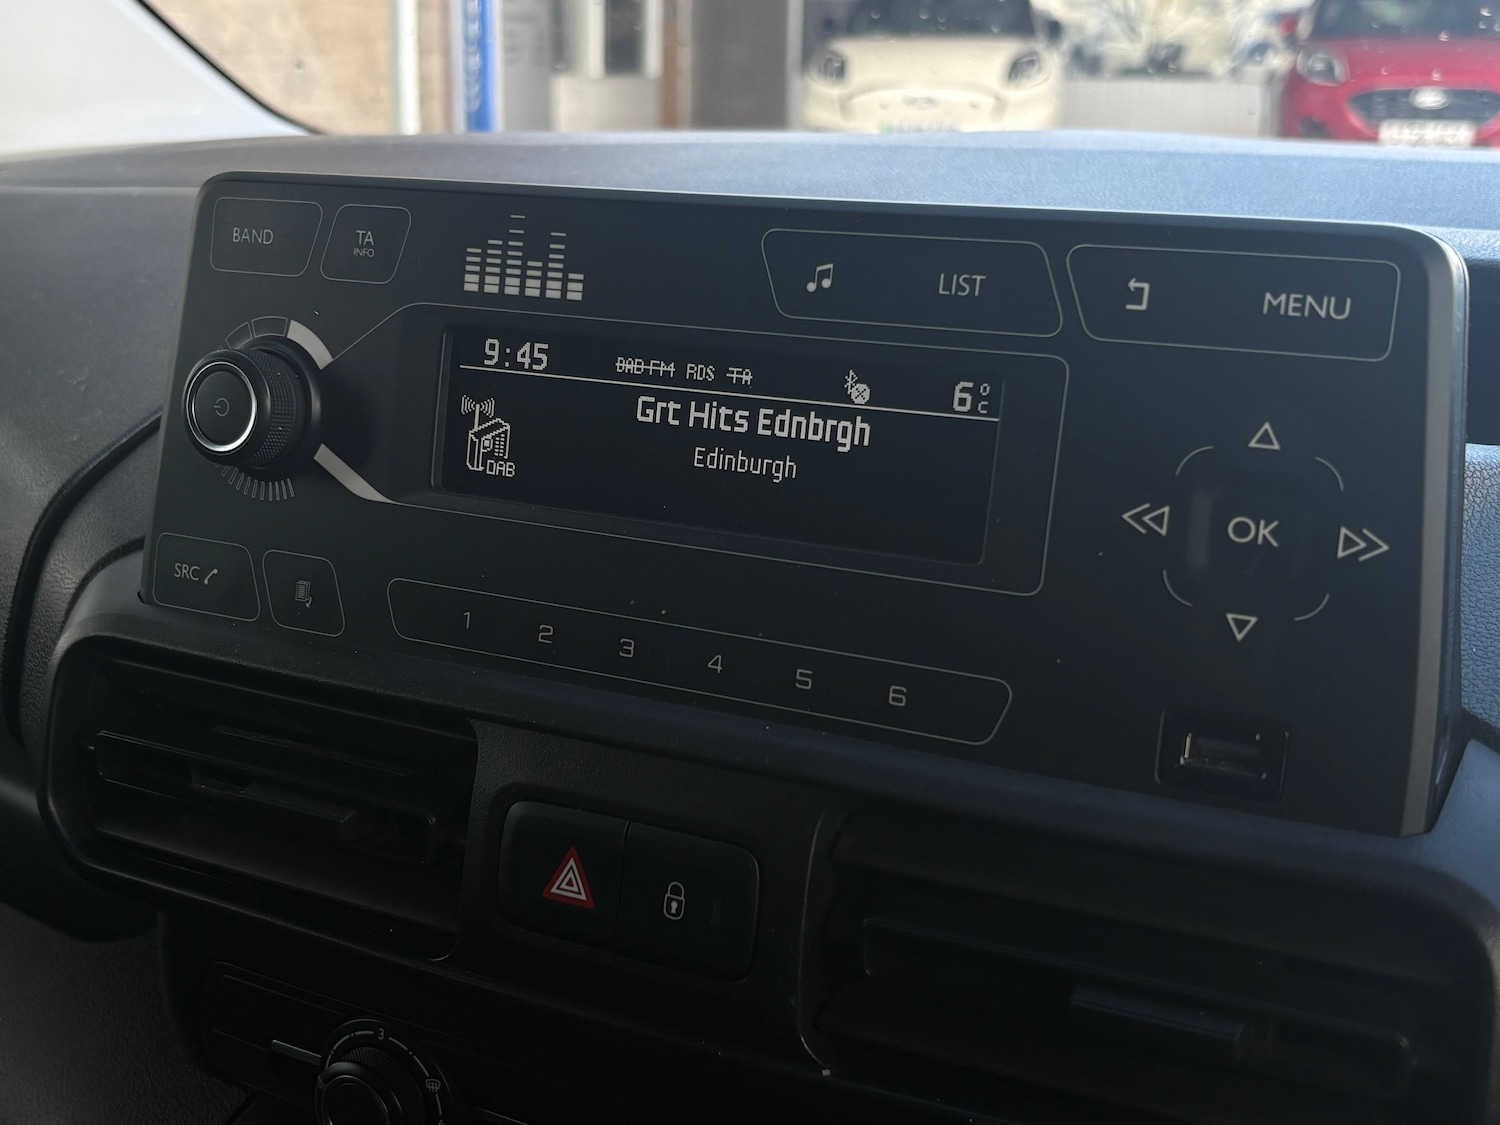 BAND
TA
INFO
LIST
MENU
9:45 DAB-FM RDS TA 6°C
Grt Hits Ednbrgh
Edinburgh
DAB
OK
SRC
1 2 3 4 5 6
3